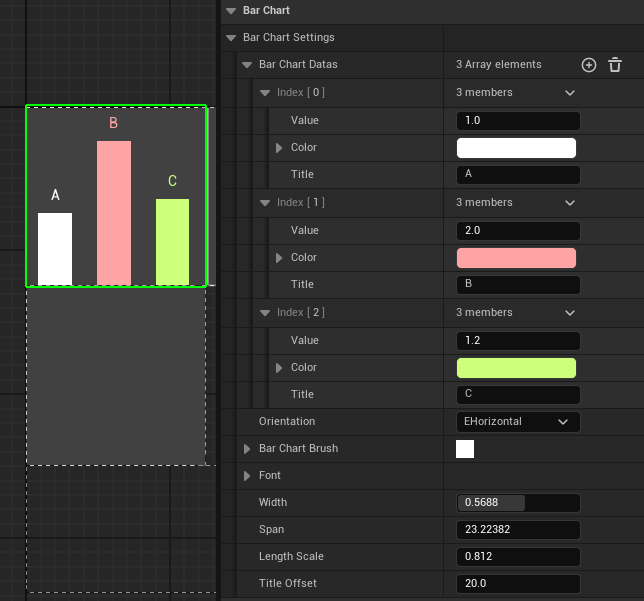 Bar Chart
Bar Chart Settings
Bar Chart Datas 3 Array elements
Index [ 0 ] 3 members
Value 1.0
Color
Title A
Index [ 1 ] 3 members
Value 2.0
Color
Title B
Index [ 2 ] 3 members
Value 1.2
Color
Title C
Orientation EHorizontal
Bar Chart Brush
Font
Width 0.5688
Span 23.22382
Length Scale 0.812
Title Offset 20.0
B
C
A